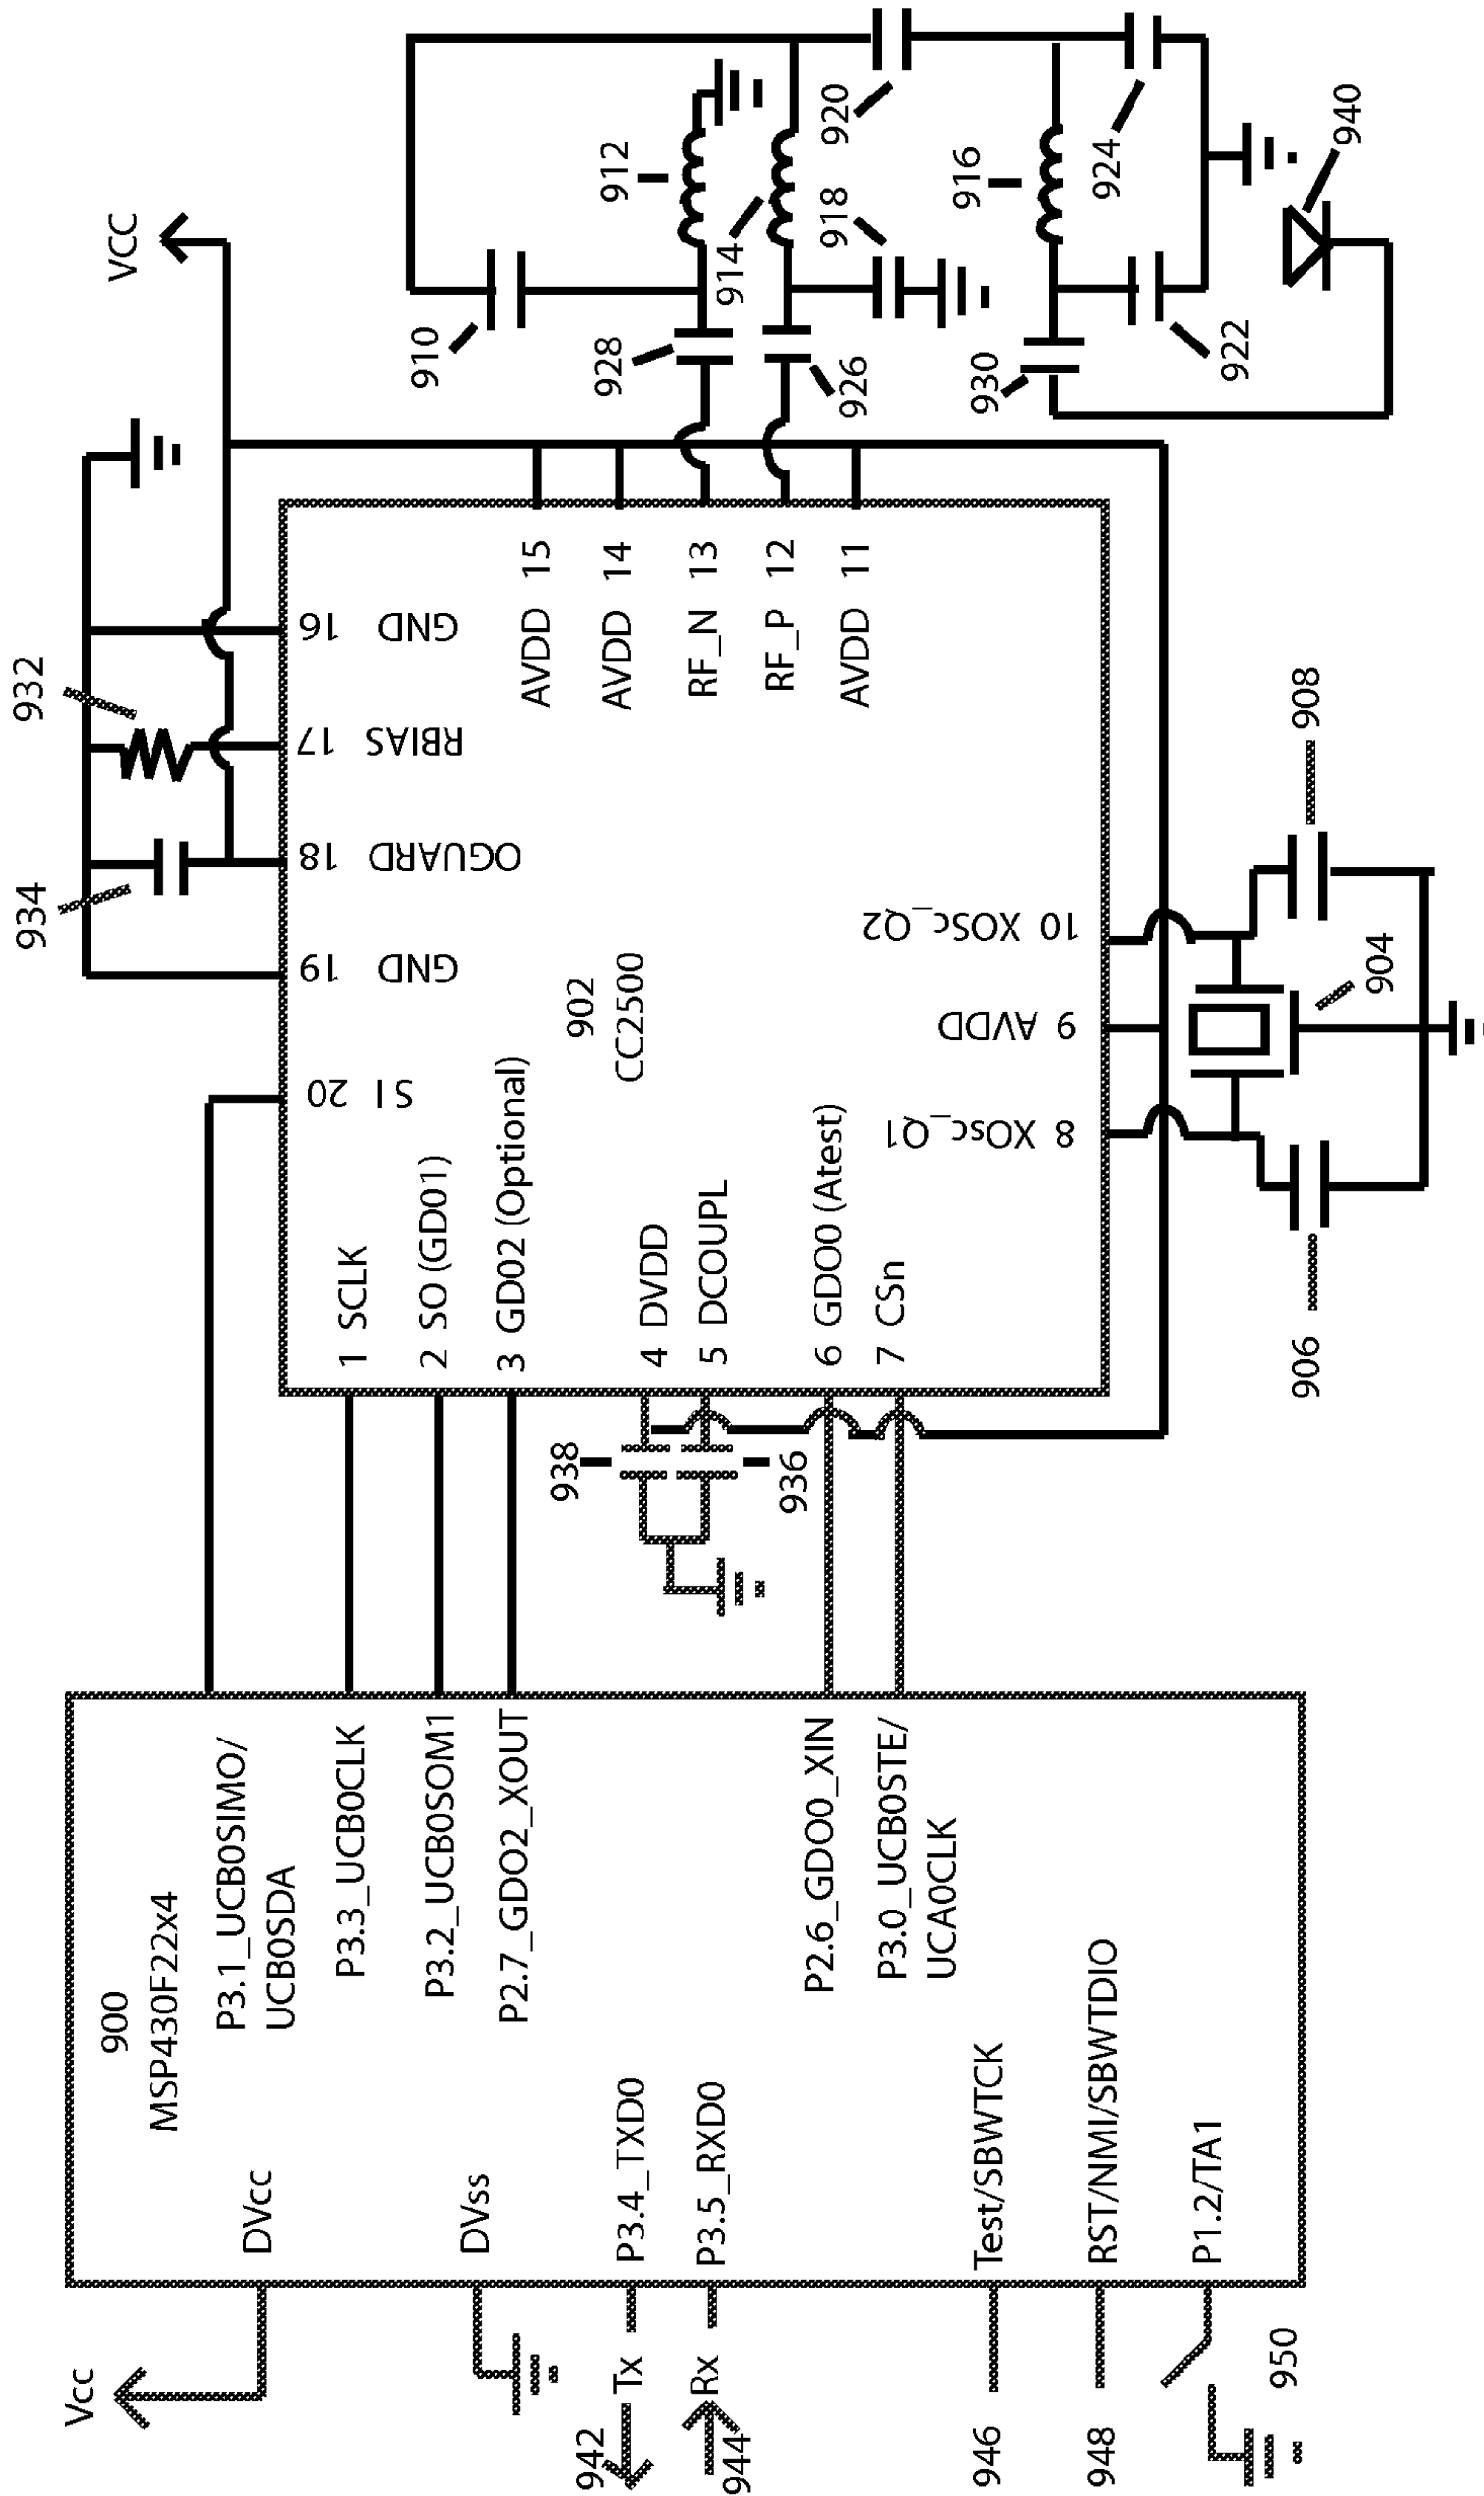 900
MSP430F22x4
DVcc
DVss
P3.4_TXD0
P3.5_RXD0
Test/SBWTCK
RST/NMI/SBWTDIO
P1.2/TA1
P3.1_UCB0SIMO/
UCB0SDA
P3.3_UCB0CLK
P3.2_UCB0SOM1
P2.7_GDO2_XOUT
P2.6_GDO0_XIN
P3.0_UCB0STE/
UCA0CLK
Vcc
Tx
942
Rx
944
946
948
950
938
936
1 SCLK
2 SO (GD01)
3 GD02 (Optional)
4 DVDD
5 DCOUPL
6 GDO0 (Atest)
7 CSn
902
CC2500
SI 20
GND 19
OGUARD 18
RBIAS 17
GND 16
AVDD 15
AVDD 14
RF_N 13
RF_P 12
AVDD 11
8 XOsc_Q1
9 AVDD
10 XOSc_Q2
934
932
VCC
906
904
908
910
912
914
916
918
920
922
924
926
928
930
940